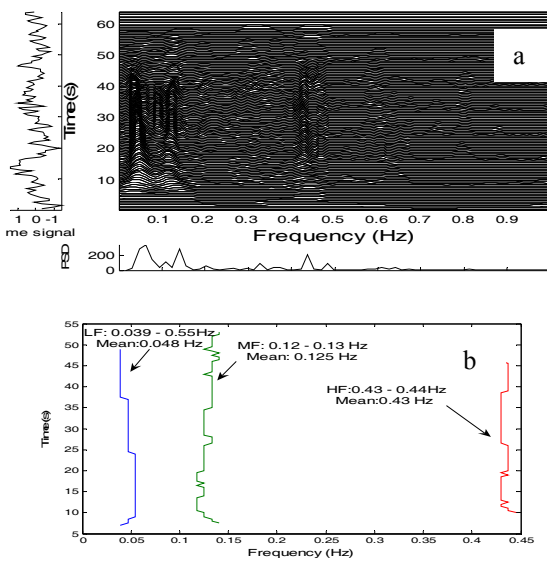 60
50
40
30
20
10
Time(s)
a
1 0 -1
me signal
0.1 0.2 0.3 0.4 0.5 0.6 0.7 0.8 0.9
Frequency (Hz)
PSD
200
0
55
50
45
40
35
30
25
20
15
10
5
Time(s)
LF: 0.039 - 0.55Hz
Mean:0.048 Hz
MF: 0.12 - 0.13 Hz
Mean: 0.125 Hz
b
HF:0.43 - 0.44Hz
Mean:0.43 Hz
0 0.05 0.1 0.15 0.2 0.25 0.3 0.35 0.4 0.45
Frequency (Hz)